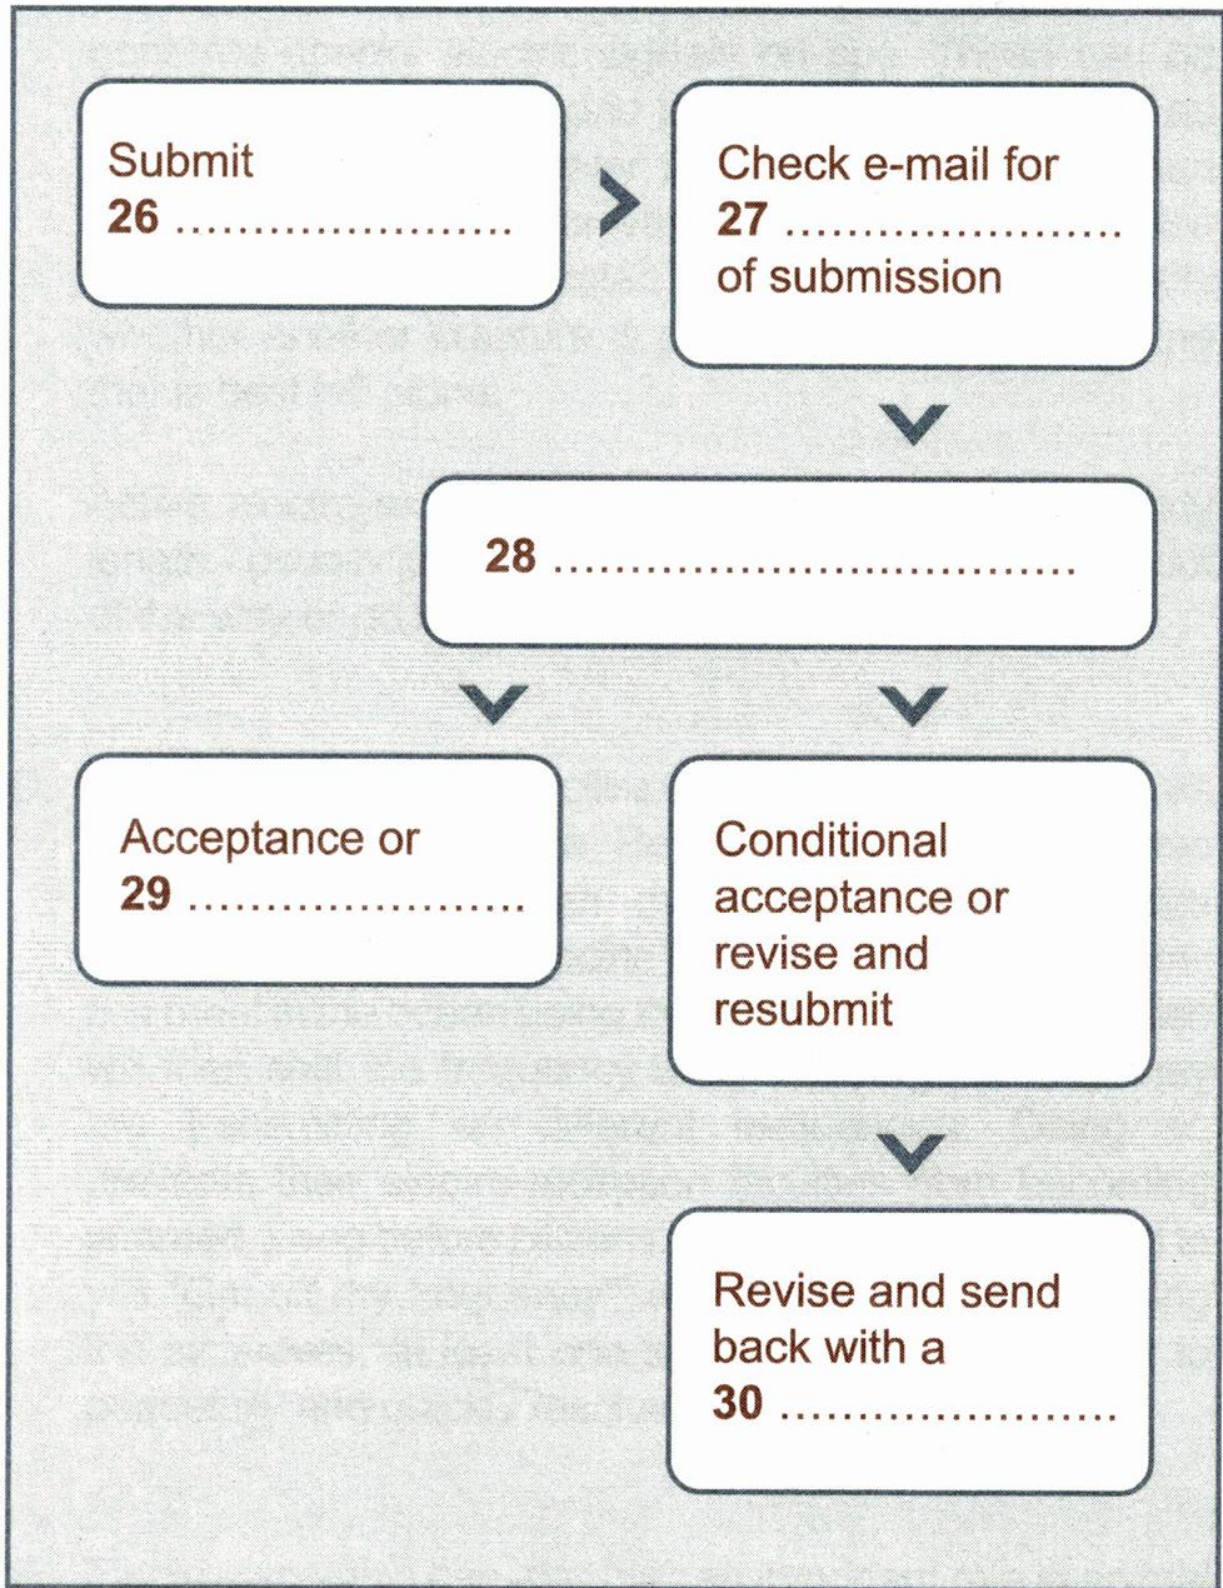 Submit
26 ......................
Check e-mail for
27 ......................
of submission
28 ..................................
Acceptance or
29 ......................
Conditional
acceptance or
revise and
resubmit
Revise and send
back with a
30 ......................